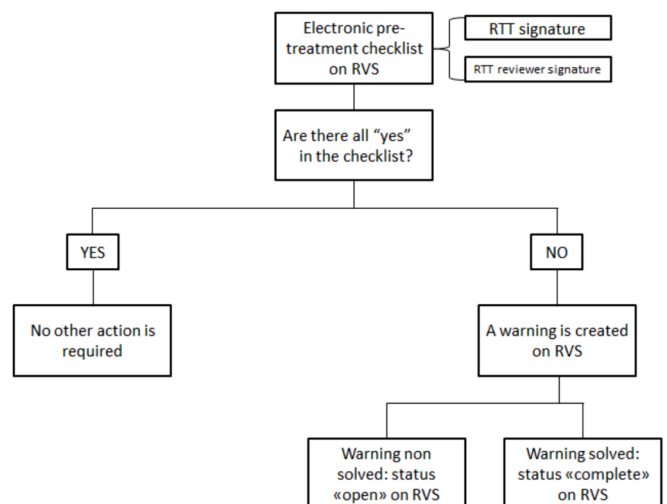 Electronic pre-
treatment checklist
on RVS
RTT signature
RTT reviewer signature
Are there all “yes”
in the checklist?
YES
NO
No other action is
required
A warning is created
on RVS
Warning non
solved: status
«open» on RVS
Warning solved:
status «complete»
on RVS